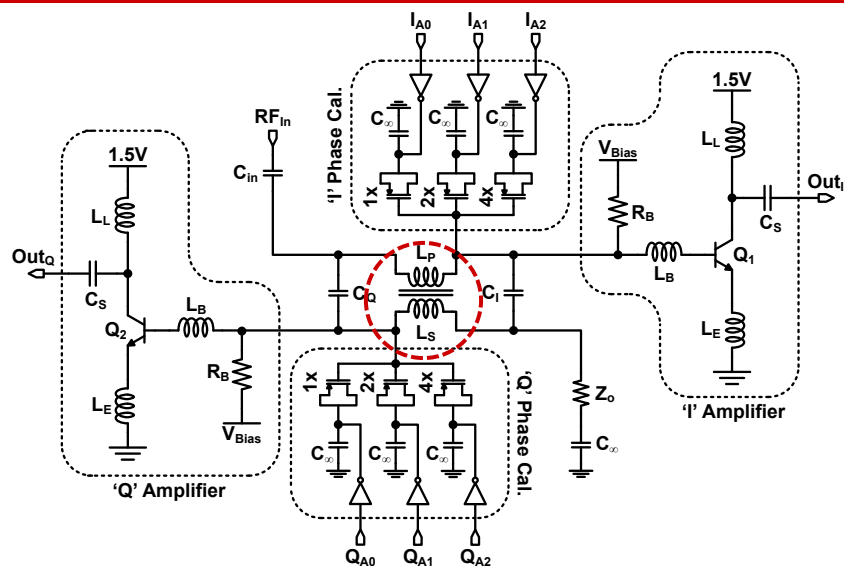 I_A0 I_A1 I_A2
'I' Phase Cal.
C∞ C∞ C∞
1x 2x 4x
RF_In
C_in
1.5V
L_L
Out_Q
C_S
L_B
Q_2
R_B
L_E
V_Bias
'Q' Amplifier
L_P
C_Q C_I
L_S
1.5V
L_L
V_Bias
Out_I
R_B
C_S
L_B
Q_1
L_E
'I' Amplifier
1x 2x 4x
'Q' Phase Cal.
C∞ C∞ C∞
Z_o
C∞
Q_A0 Q_A1 Q_A2